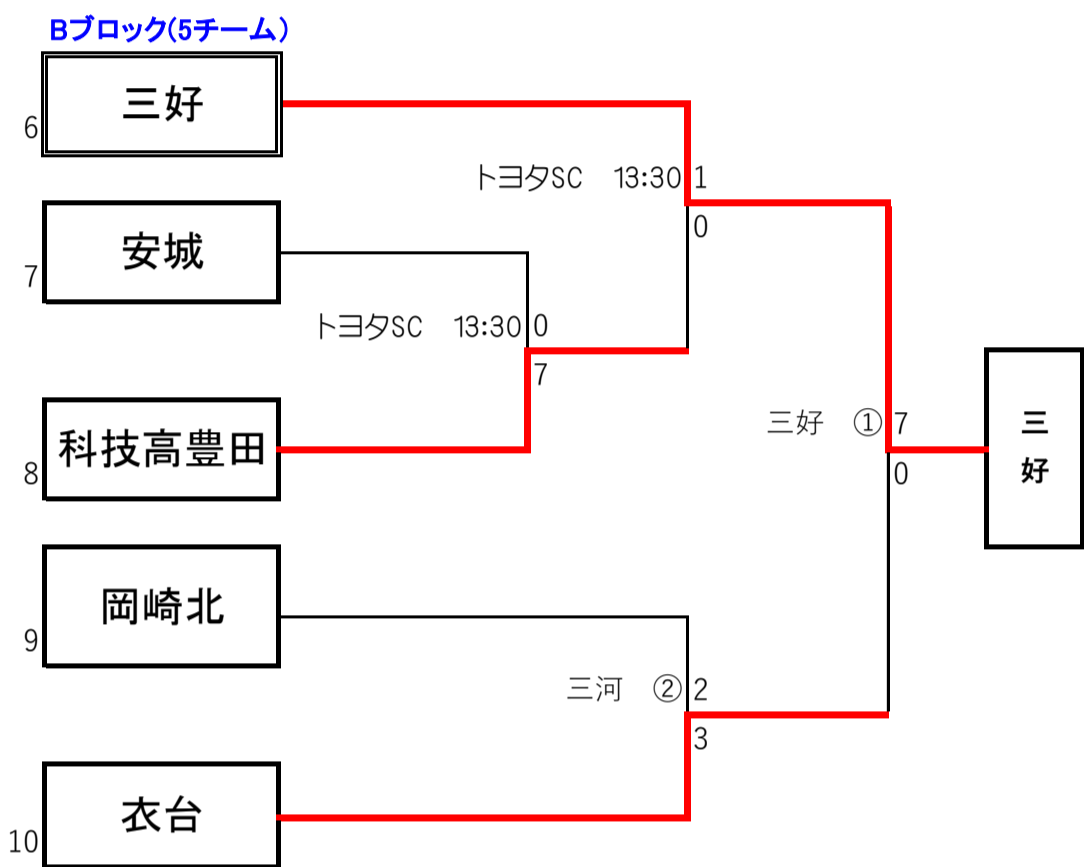 Bブロック(5チーム)
6
三好
トヨタSC 13:30 1
0
7
安城
トヨタSC 13:30 0
7
8
科技高豊田
三好 ① 7
0
三好
9
岡崎北
三河 ② 2
3
10
衣台